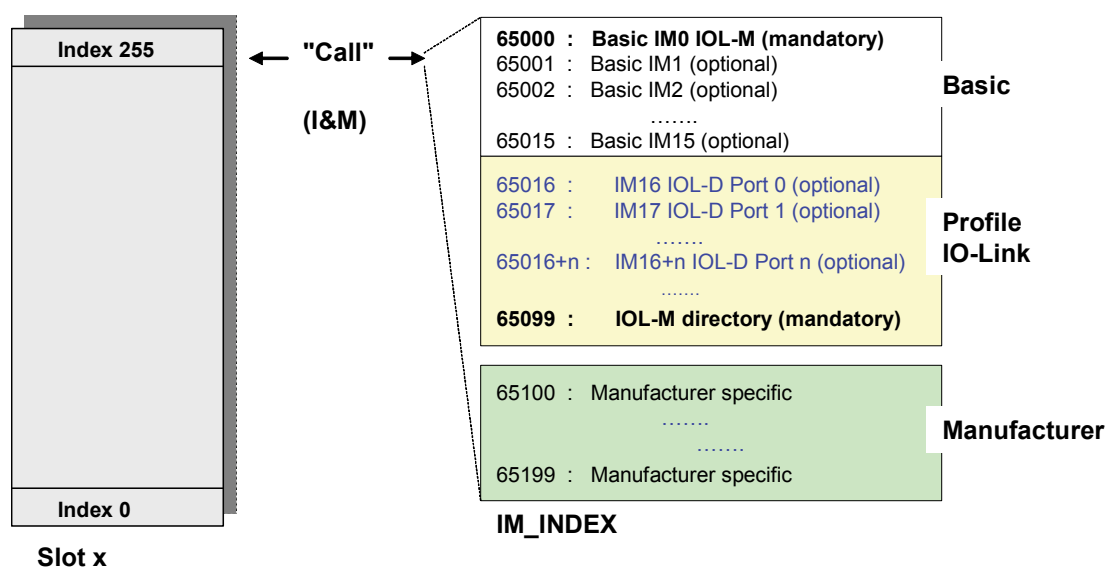 Index 255
Index 0
Slot x
"Call"
(I&M)
65000 : Basic IM0 IOL-M (mandatory)
65001 : Basic IM1 (optional)
65002 : Basic IM2 (optional)
.......
65015 : Basic IM15 (optional)
Basic
65016 : IM16 IOL-D Port 0 (optional)
65017 : IM17 IOL-D Port 1 (optional)
.......
65016+n : IM16+n IOL-D Port n (optional)
.......
65099 : IOL-M directory (mandatory)
Profile
IO-Link
65100 : Manufacturer specific
.......
.......
65199 : Manufacturer specific
Manufacturer
IM_INDEX